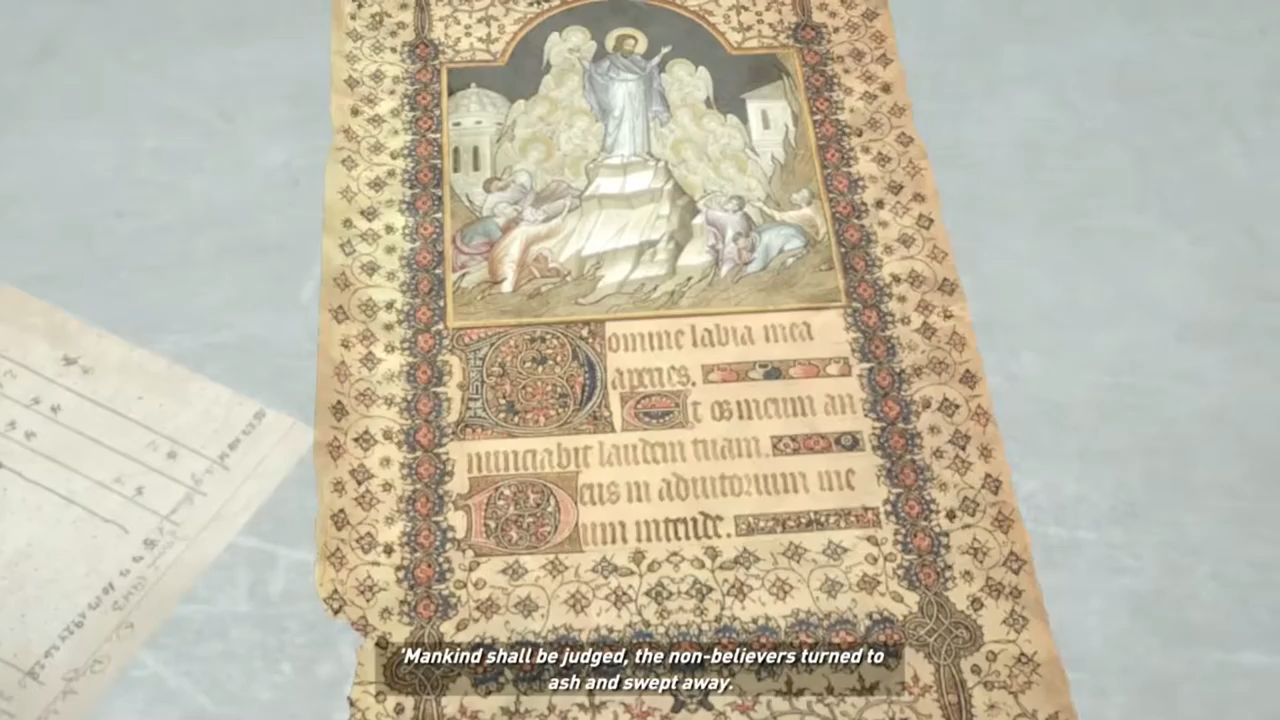 Domine labia mea
aperies.
Et os meum an
nunciabit laudem tuam.
Deus in adiutorium me
um intende.
'Mankind shall be judged, the non-believers turned to
ash and swept away.